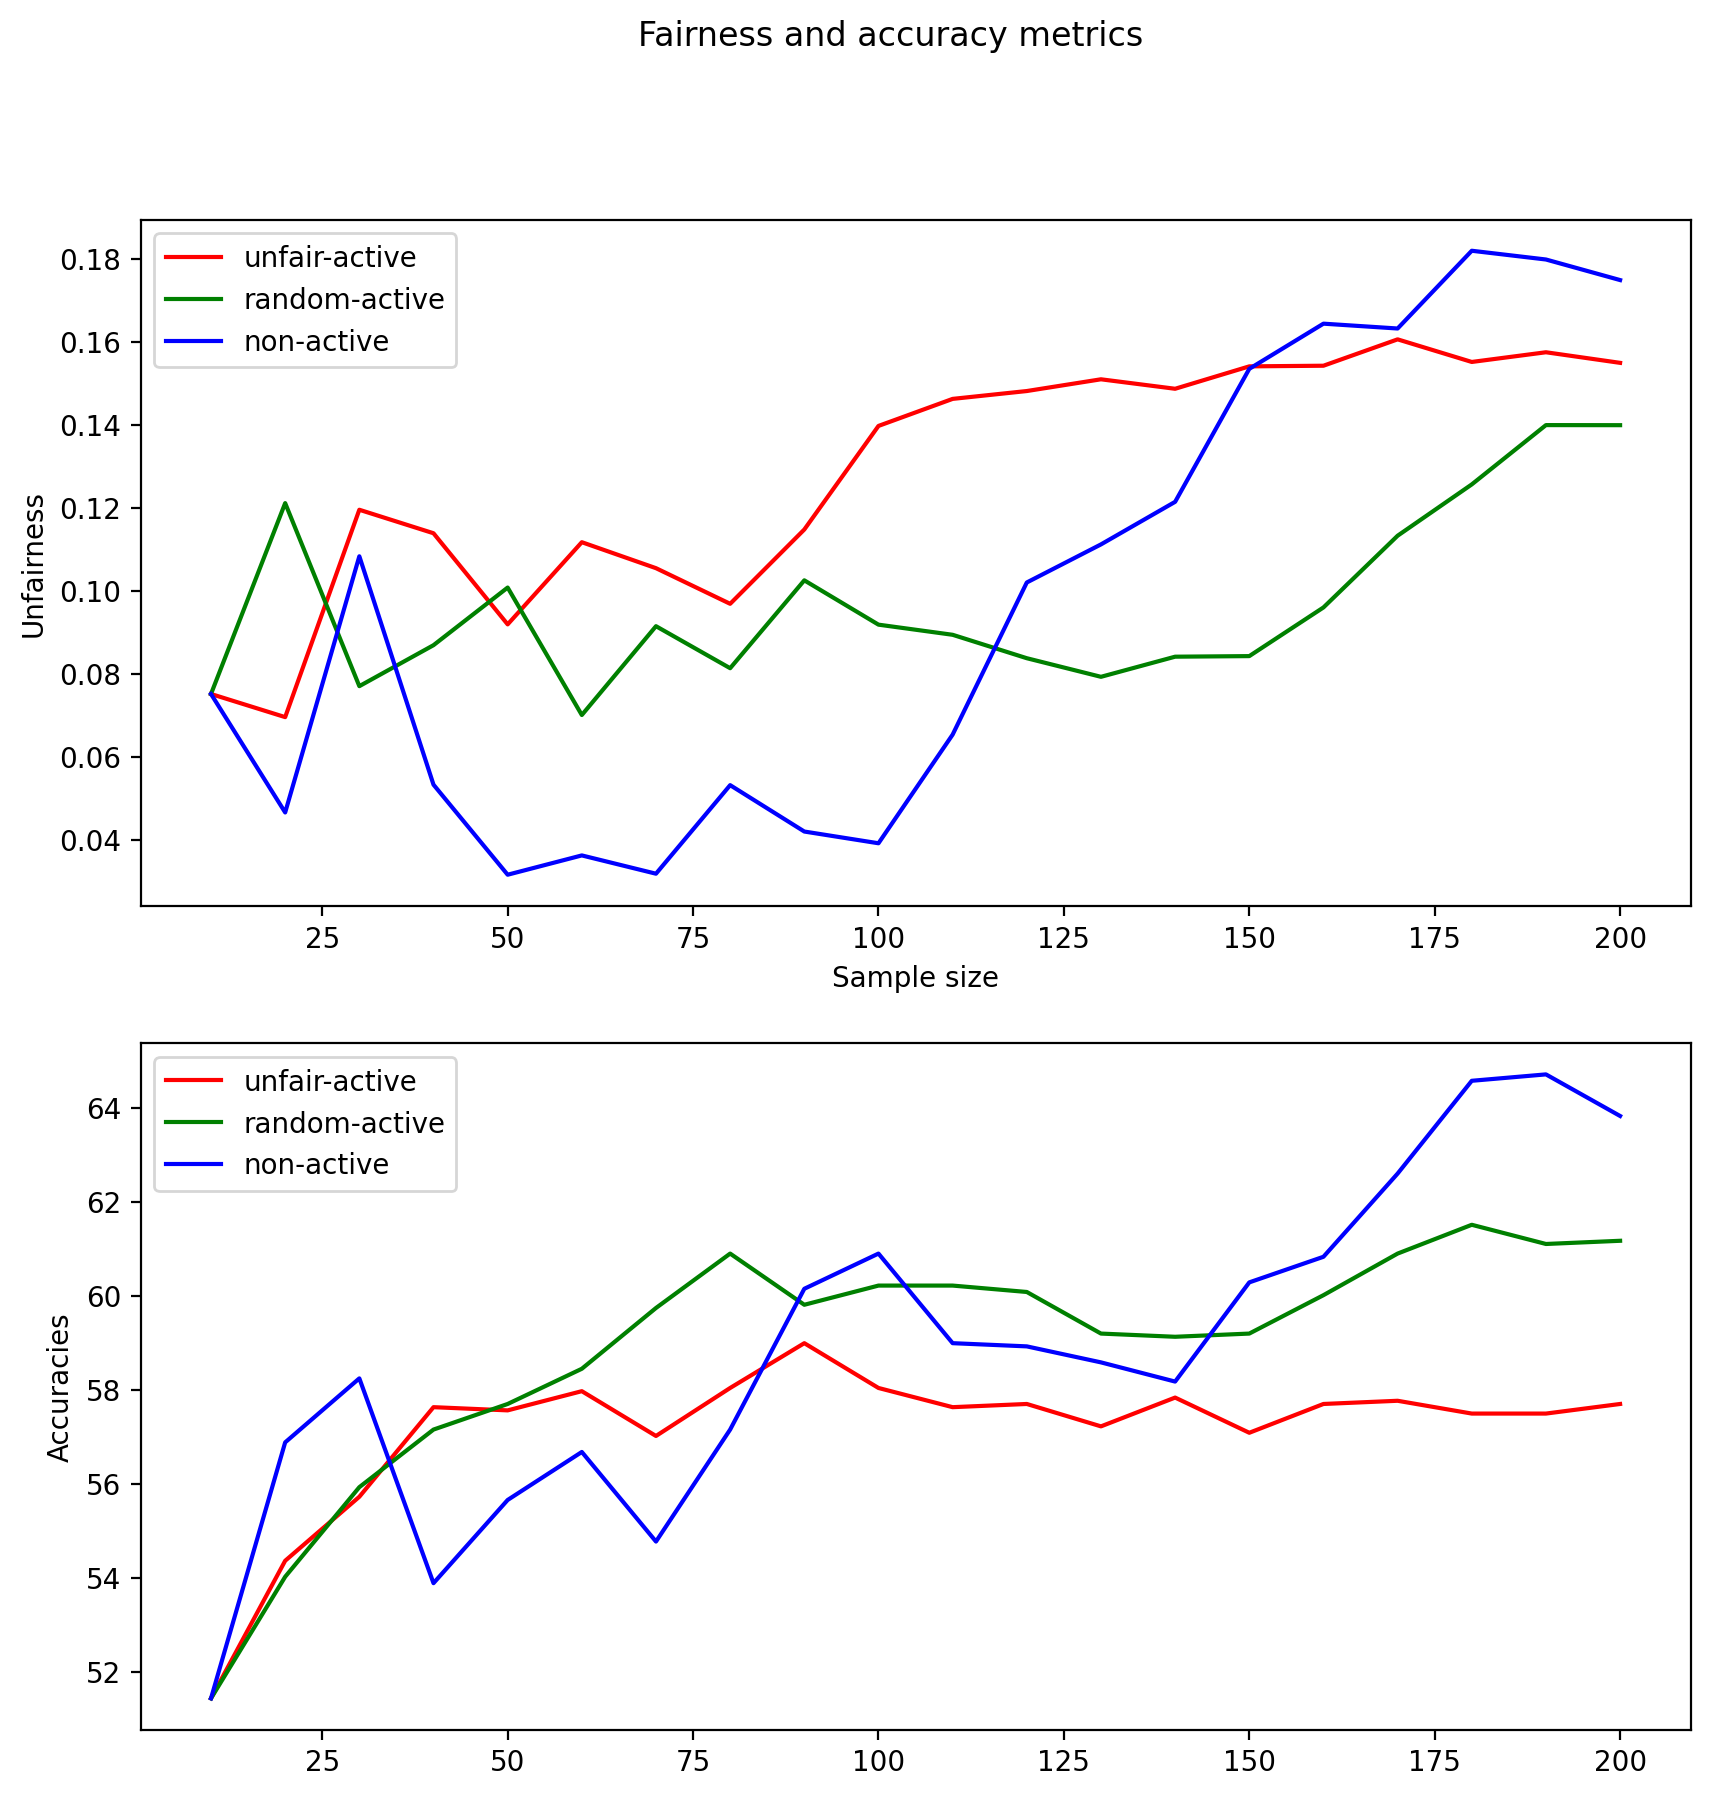 Fairness and accuracy metrics
unfair-active
random-active
non-active
0.18
0.16
0.14
0.12
0.10
0.08
0.06
0.04
Unfairness
25 50 75 100 125 150 175 200
Sample size
unfair-active
random-active
non-active
64
62
60
58
56
54
52
Accuracies
25 50 75 100 125 150 175 200